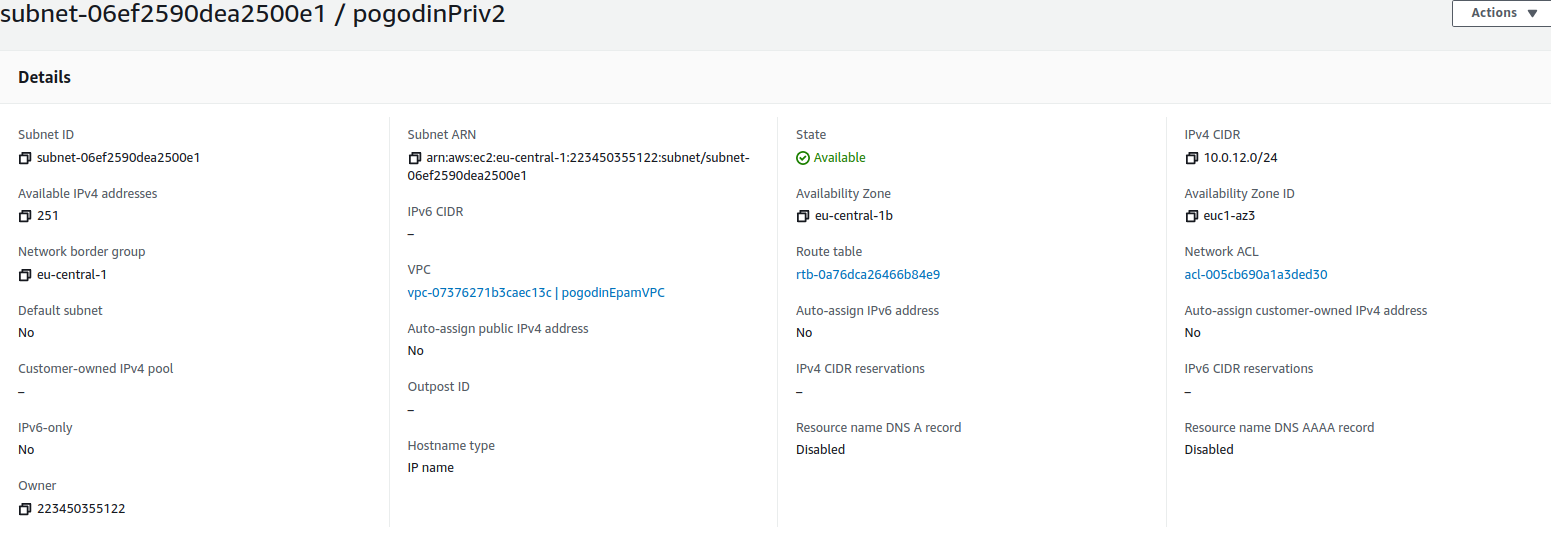 subnet-06ef2590dea2500e1 / pogodinPriv2
Actions
Details
Subnet ID
subnet-06ef2590dea2500e1
Available IPv4 addresses
251
Network border group
eu-central-1
Default subnet
No
Customer-owned IPv4 pool
–
IPv6-only
No
Owner
223450355122
Subnet ARN
arn:aws:ec2:eu-central-1:223450355122:subnet/subnet-
06ef2590dea2500e1
IPv6 CIDR
–
VPC
vpc-07376271b3caec13c | pogodinEpamVPC
Auto-assign public IPv4 address
No
Outpost ID
–
Hostname type
IP name
State
Available
Availability Zone
eu-central-1b
Route table
rtb-0a76dca26466b84e9
Auto-assign IPv6 address
No
IPv4 CIDR reservations
–
Resource name DNS A record
Disabled
IPv4 CIDR
10.0.12.0/24
Availability Zone ID
euc1-az3
Network ACL
acl-005cb690a1a3ded30
Auto-assign customer-owned IPv4 address
No
IPv6 CIDR reservations
–
Resource name DNS AAAA record
Disabled